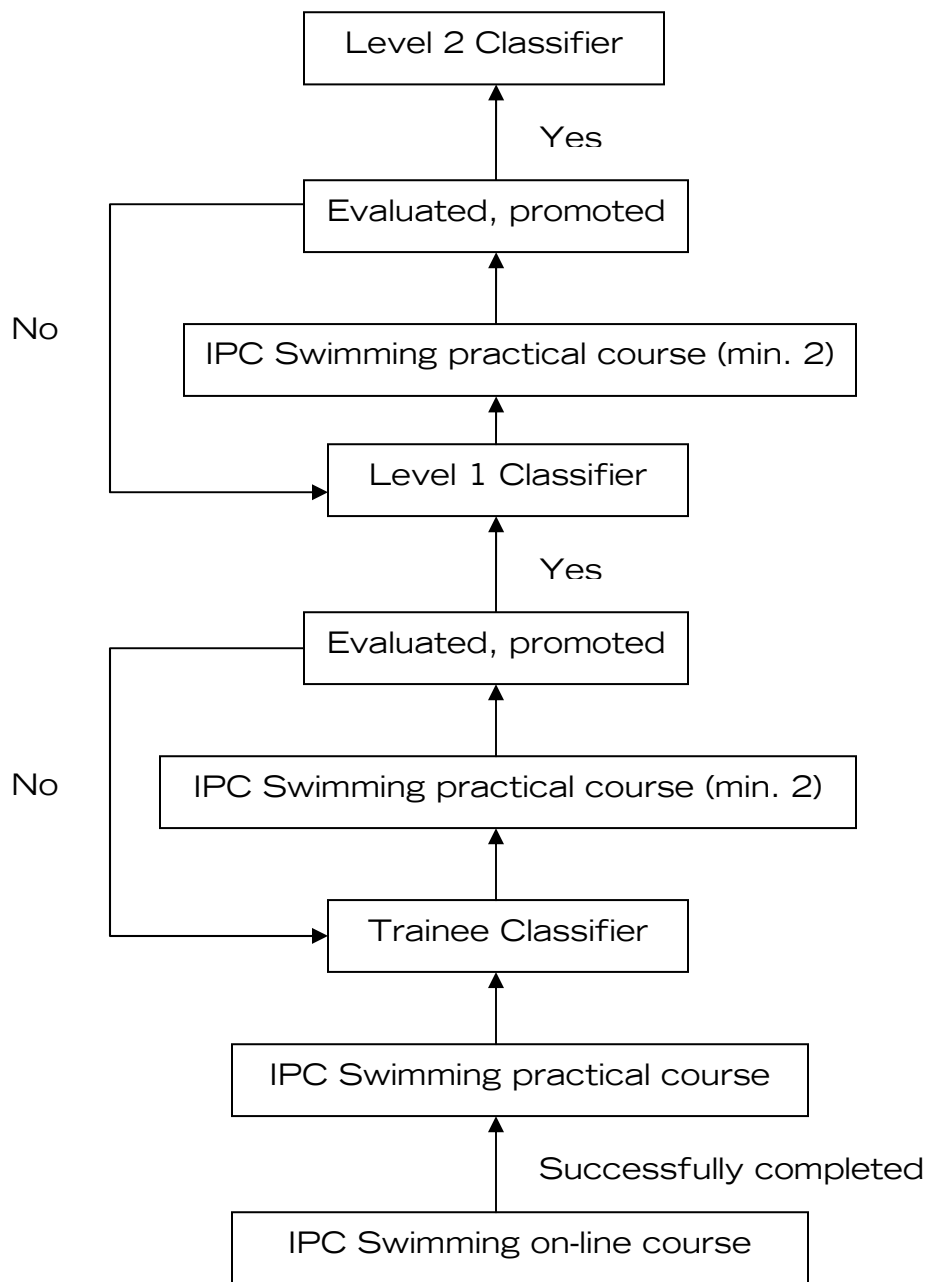 Level 2 Classifier
Yes
Evaluated, promoted
No
IPC Swimming practical course (min. 2)
Level 1 Classifier
Yes
Evaluated, promoted
No
IPC Swimming practical course (min. 2)
Trainee Classifier
IPC Swimming practical course
Successfully completed
IPC Swimming on-line course